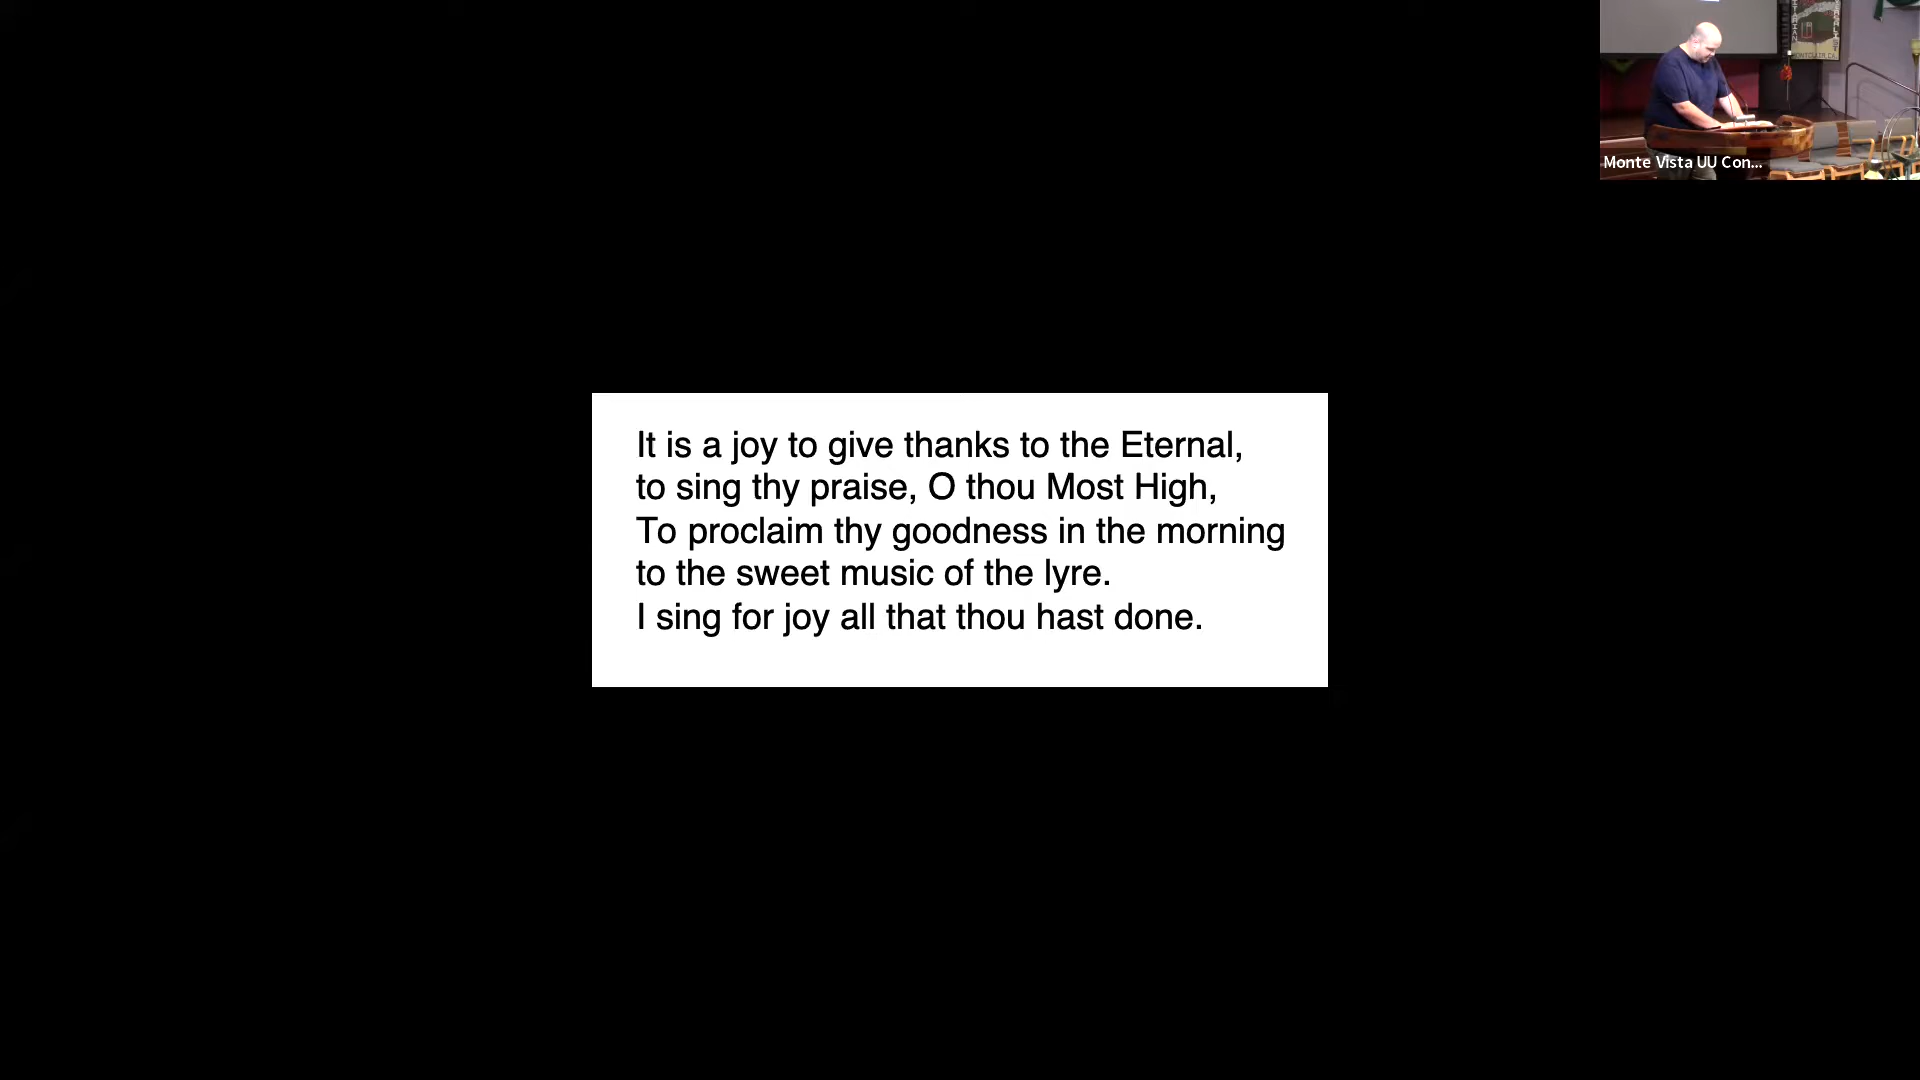 It is a joy to give thanks to the Eternal,
to sing thy praise, O thou Most High,
To proclaim thy goodness in the morning
to the sweet music of the lyre.
I sing for joy all that thou hast done.
Monte Vista UU Con...